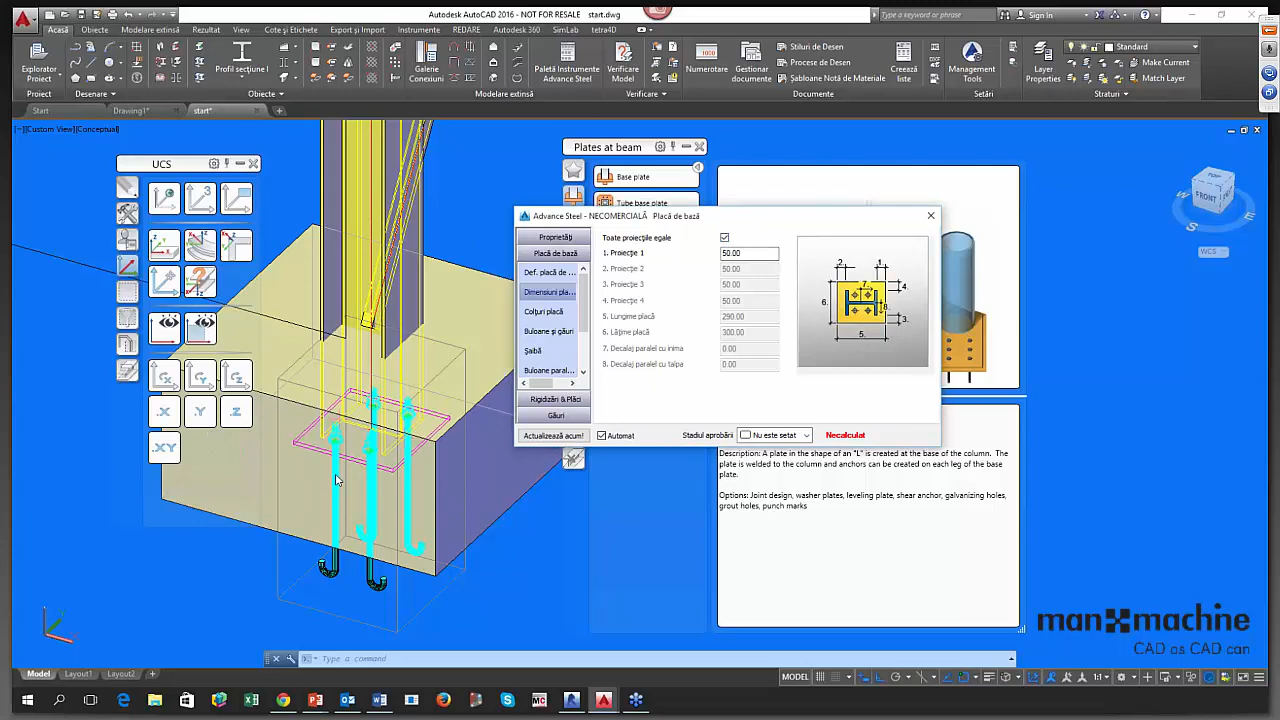 Autodesk AutoCAD 2016 - NOT FOR RESALE start.dwg
Type a keyword or phrase
Sign In
Acasă Obiecte Modelare extinsă Rezultat View Cote și Etichete Export și Import Instrumente REDARE Autodesk 360 SimLab tetra4D
Explorator Proiect
Profil secțiune I
Galerie Conexiuni
Paletă Instrumente Advance Steel
Verificare Model
Numerotare
Gestionar documente
Stiluri de Desen
Procese de Desen
Șabloane Notă de Materiale
Creează liste
Management Tools
Layer Properties
Standard
Make Current
Match Layer
Proiect Desenare Obiecte Modelare extinsă Verificare Documente Setări Straturi
Start Drawing1* start*
[−][Custom View][Conceptual]
UCS
Plates at beam
Base plate
Tube base plate
TOP
FRONT
W
S
WCS
Advance Steel - NECOMERCIALĂ Placă de bază
Proprietăți
Placă de bază
Def. placă de ...
Dimensiuni pla...
Colțuri placă
Buloane și găuri
Șaibă
Buloane paral...
Rigidizări & Plăci
Găuri
Toate proiecțiile egale
1. Proiecție 1 50.00
2. Proiecție 2 50.00
3. Proiecție 3 50.00
4. Proiecție 4 50.00
5. Lungime placă 290.00
6. Lățime placă 300.00
7. Decalaj paralel cu inima 0.00
8. Decalaj paralel cu talpa 0.00
2. 1.
7. 4.
6. 8.
3.
5.
Actualizează acum! Automat Stadiul aprobării Nu este setat Necalculat
Description: A plate in the shape of an "L" is created at the base of the column. The
plate is welded to the column and anchors can be created on each leg of the base
plate.
Options: Joint design, washer plates, leveling plate, shear anchor, galvanizing holes,
grout holes, punch marks
man machine
CAD as CAD can
Type a command
Model Layout1 Layout2
MODEL
1:1